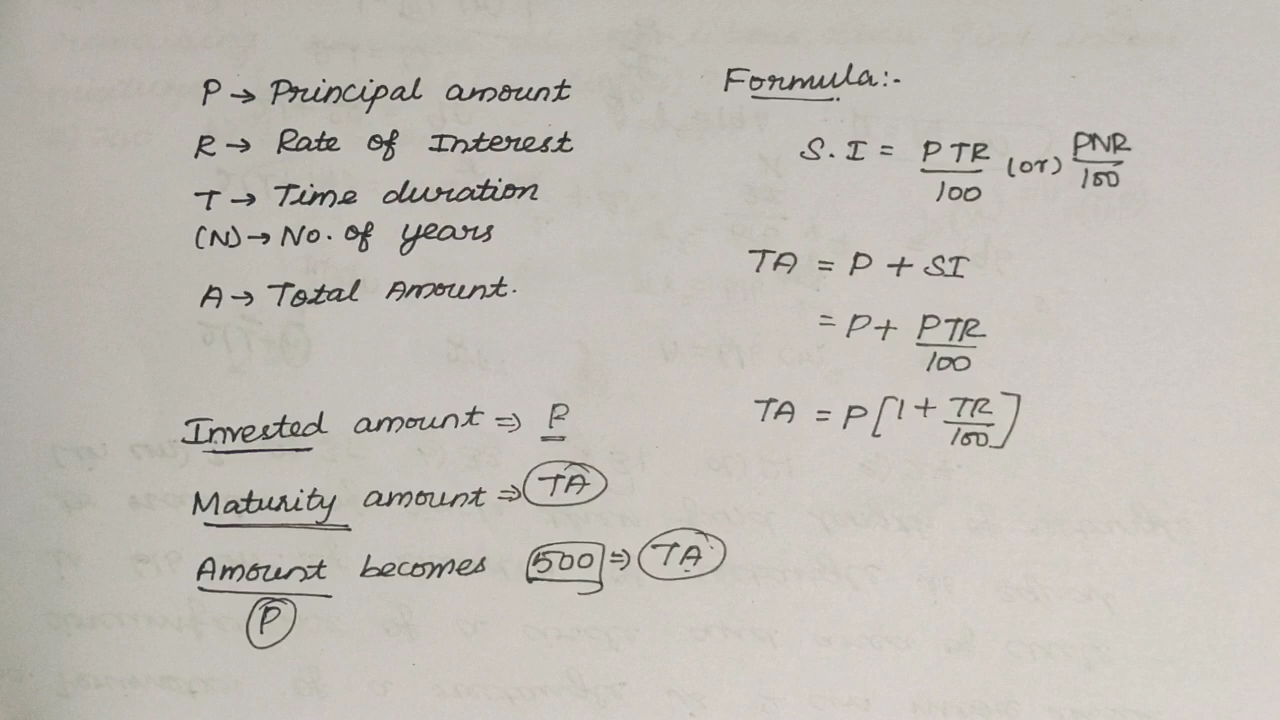 P → Principal amount
R → Rate of Interest
T → Time duration
(N) → No. of years
A → Total Amount.
Invested amount ⇒ P
Maturity amount ⇒ TA
Amount becomes 500 ⇒ TA
P
Formula:-
S.I = PTR/100 (or) PNR/100
TA = P + SI
= P + PTR/100
TA = P[1 + TR/100]